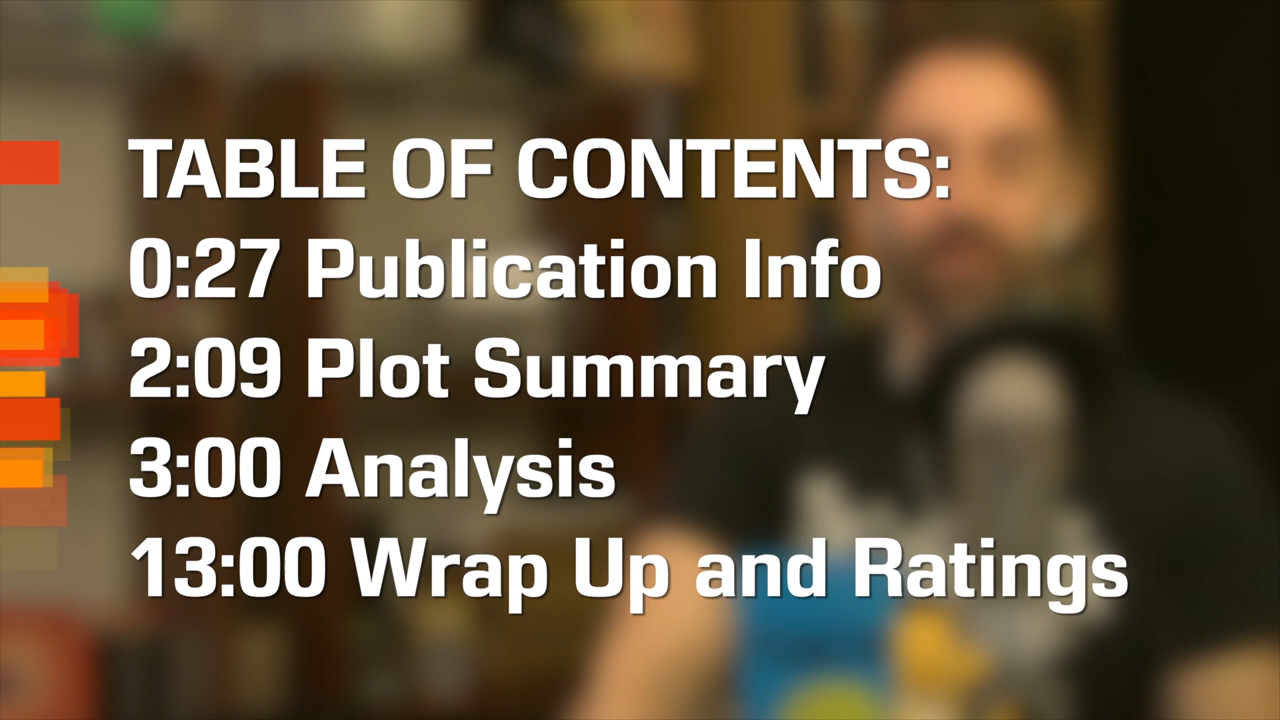 TABLE OF CONTENTS:
0:27 Publication Info
2:09 Plot Summary
3:00 Analysis
13:00 Wrap Up and Ratings